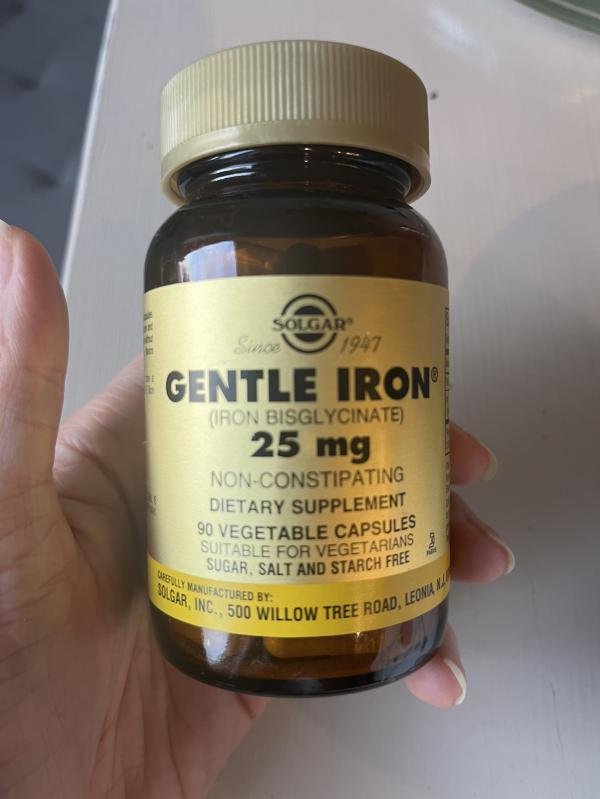 SOLGAR®
Since 1947
GENTLE IRON®
(IRON BISGLYCINATE)
25 mg
NON-CONSTIPATING
DIETARY SUPPLEMENT
90 VEGETABLE CAPSULES
SUITABLE FOR VEGETARIANS
SUGAR, SALT AND STARCH FREE
PARVE
CAREFULLY MANUFACTURED BY:
SOLGAR, INC., 500 WILLOW TREE ROAD, LEONIA, N.J.